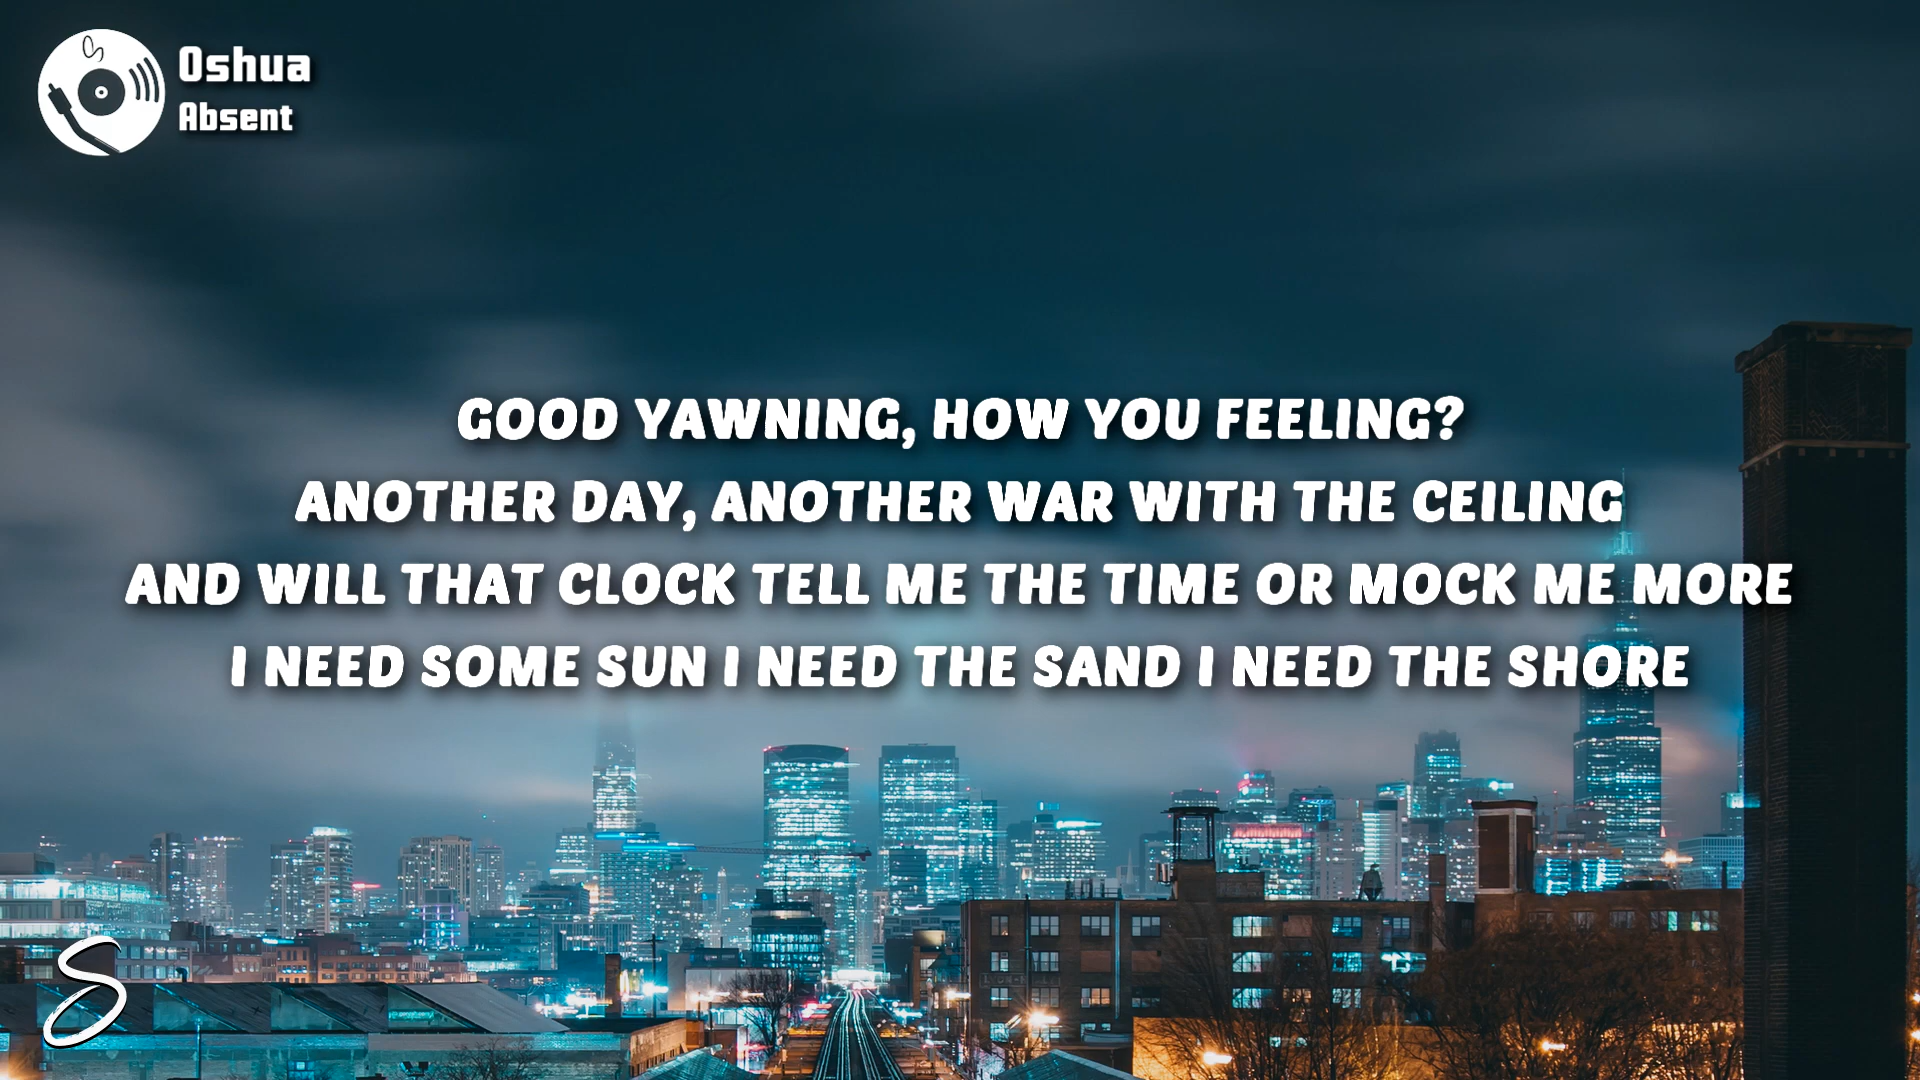 Oshua
Absent
GOOD YAWNING, HOW YOU FEELING?
ANOTHER DAY, ANOTHER WAR WITH THE CEILING
AND WILL THAT CLOCK TELL ME THE TIME OR MOCK ME MORE
I NEED SOME SUN I NEED THE SAND I NEED THE SHORE
S